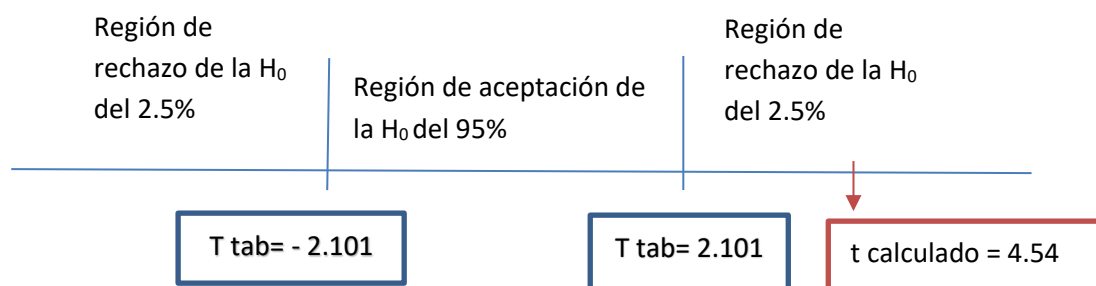 Región de
rechazo de la H₀
del 2.5%
Región de aceptación de
la H₀ del 95%
Región de
rechazo de la H₀
del 2.5%
T tab= - 2.101
T tab= 2.101
t calculado = 4.54